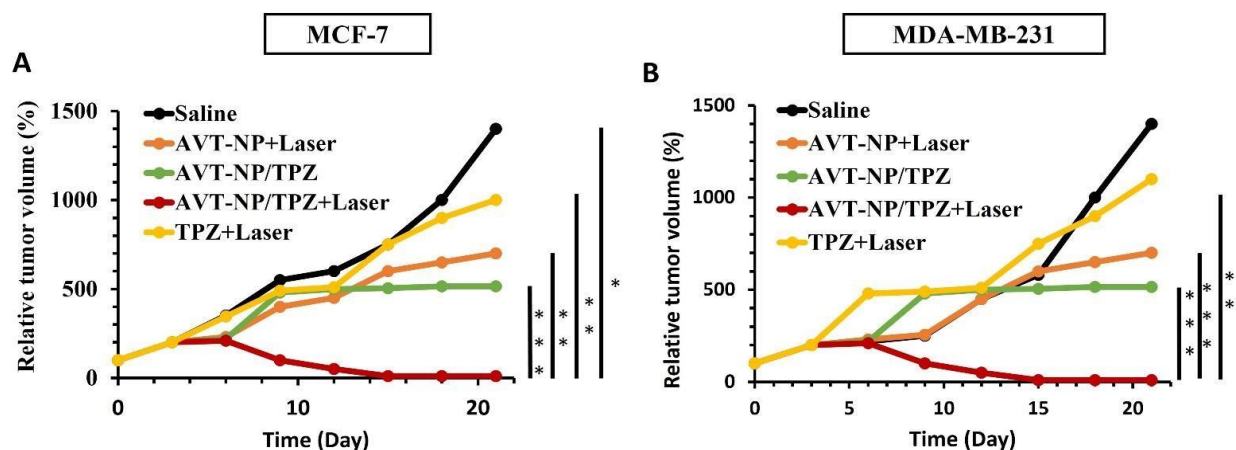 MCF-7
A
Relative tumor volume (%)
1500
1000
500
0
0
10
20
Time (Day)
Saline
AVT-NP+Laser
AVT-NP/TPZ
AVT-NP/TPZ+Laser
TPZ+Laser
* * *
* *
* *
*
MDA-MB-231
B
Relative tumor volume (%)
1500
1000
500
0
0
5
10
15
20
Time (Day)
Saline
AVT-NP+Laser
AVT-NP/TPZ
AVT-NP/TPZ+Laser
TPZ+Laser
* * *
* * *
* *